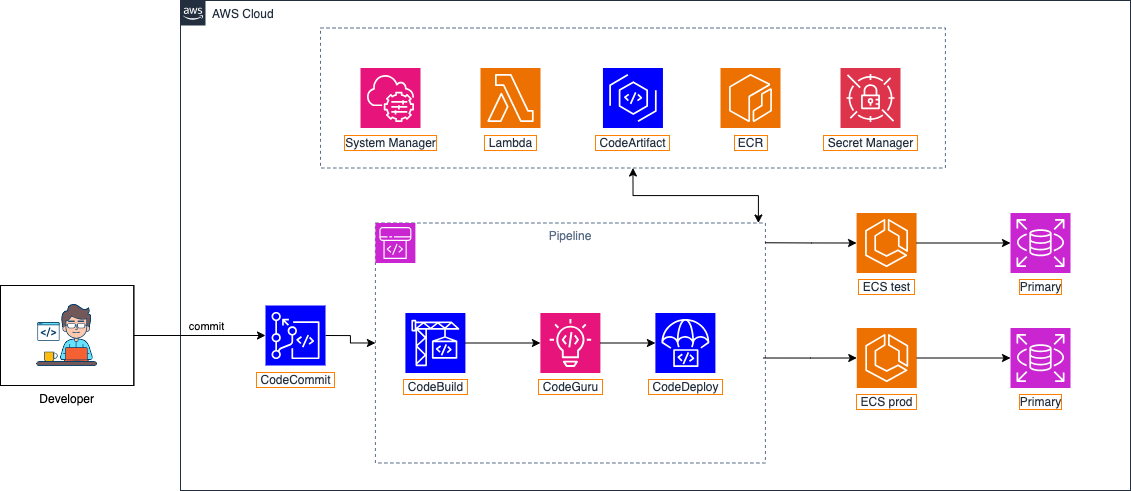 aws
AWS Cloud
System Manager
Lambda
CodeArtifact
ECR
Secret Manager
Pipeline
ECS test
Primary
commit
CodeCommit
CodeBuild
CodeGuru
CodeDeploy
ECS prod
Primary
Developer